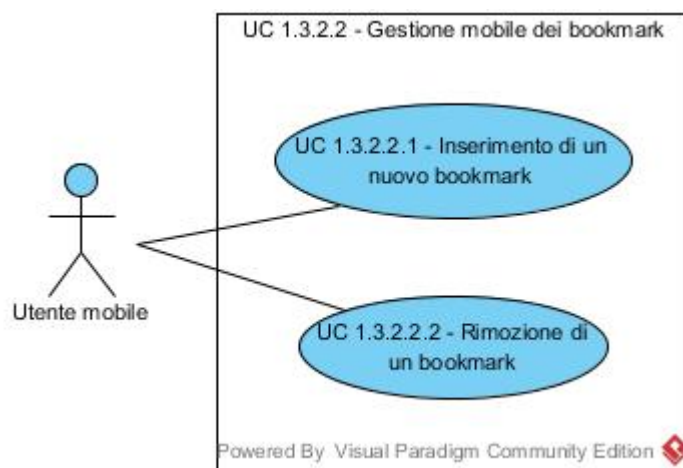 UC 1.3.2.2 - Gestione mobile dei bookmark
UC 1.3.2.2.1 - Inserimento di un
nuovo bookmark
Utente mobile
UC 1.3.2.2.2 - Rimozione di
un bookmark
Powered By Visual Paradigm Community Edition